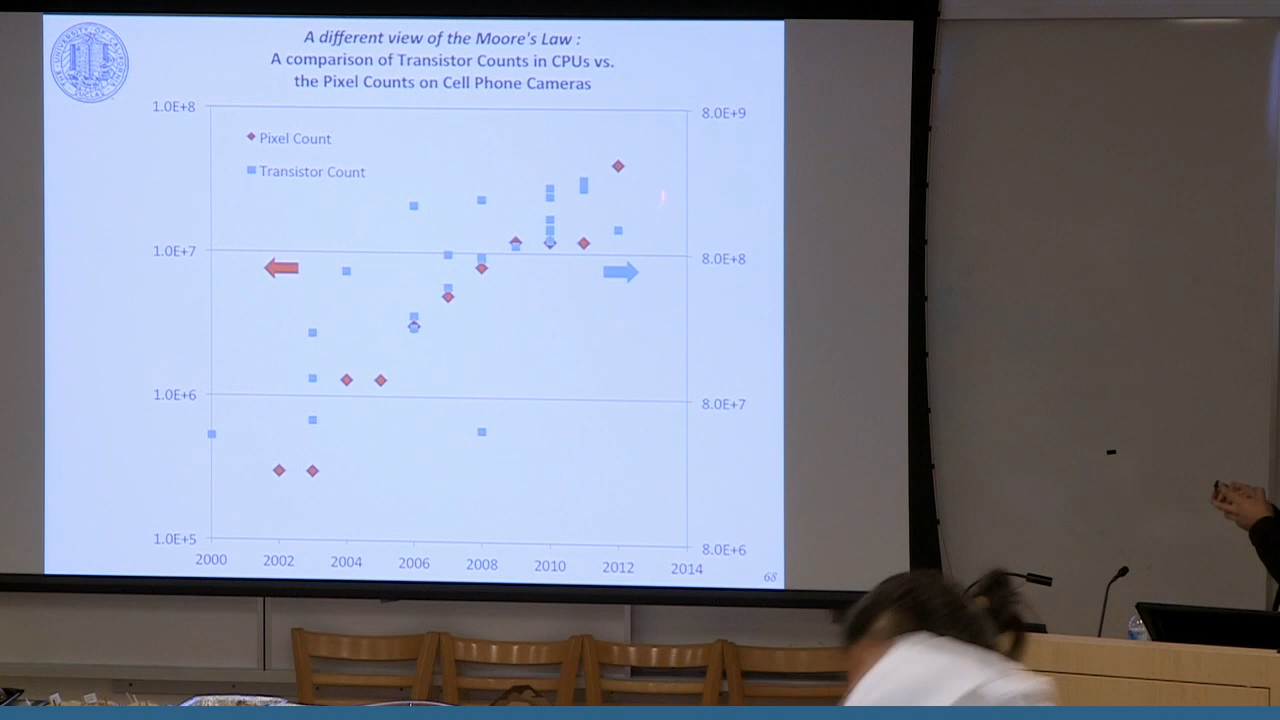 A different view of the Moore's Law :
A comparison of Transistor Counts in CPUs vs.
the Pixel Counts on Cell Phone Cameras
1.0E+8
8.0E+9
Pixel Count
Transistor Count
1.0E+7
8.0E+8
1.0E+6
8.0E+7
1.0E+5
8.0E+6
2000 2002 2004 2006 2008 2010 2012 2014
68